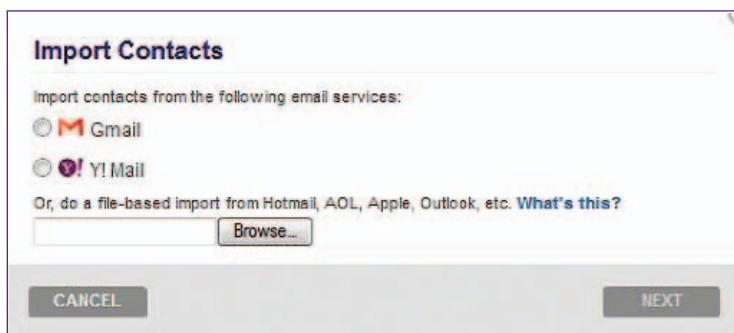 Import Contacts
Import contacts from the following email services:
Gmail
Y! Mail
Or, do a file-based import from Hotmail, AOL, Apple, Outlook, etc. What's this?
Browse...
CANCEL NEXT